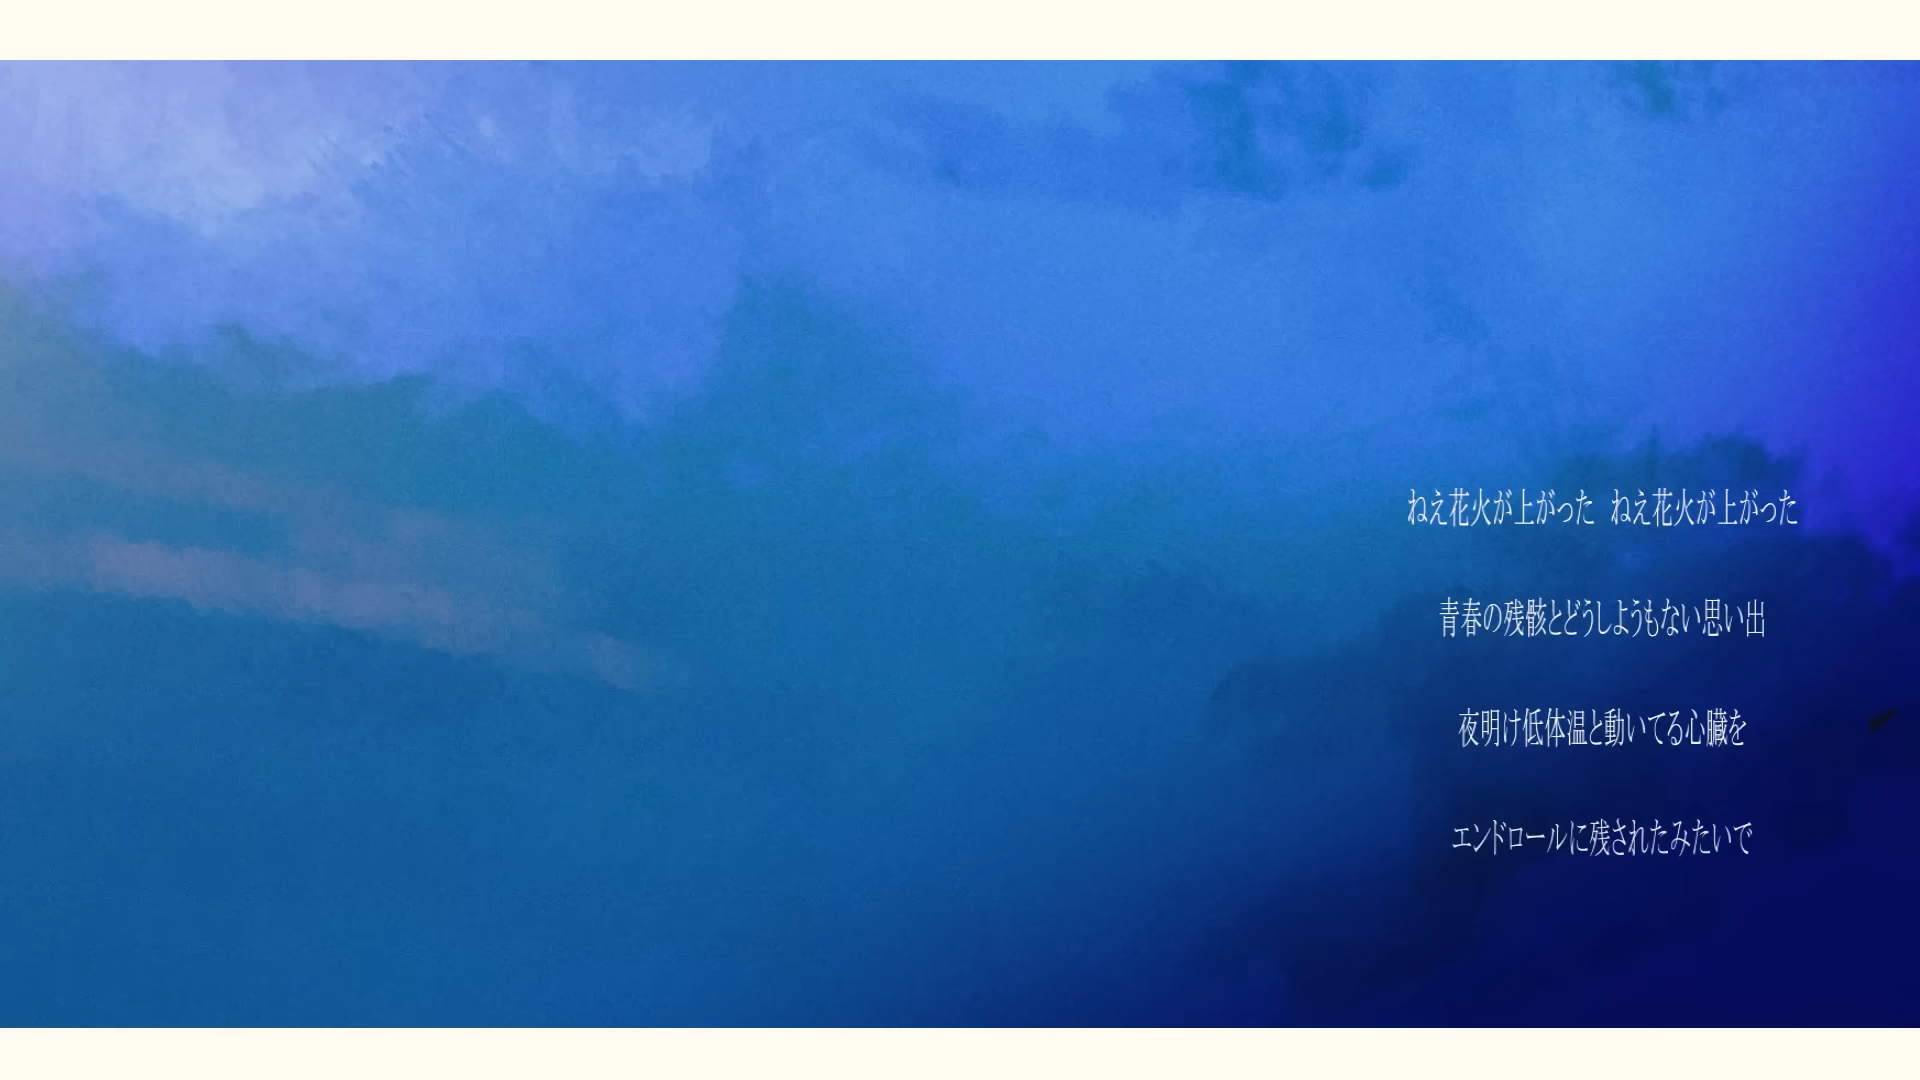 ねえ花火が上がった ねえ花火が上がった
青春の残骸とどうしようもない思い出
夜明け低体温と動いてる心臓を
エンドロールに残されたみたいで